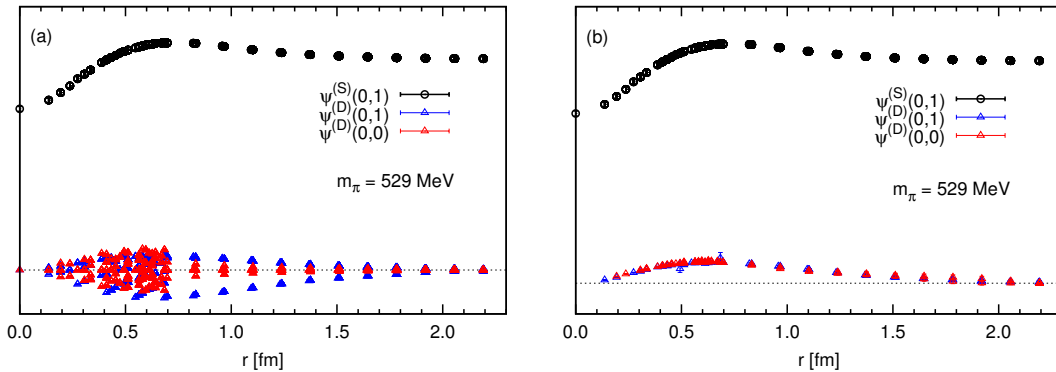 (a)
ψ(S)(0,1)
ψ(D)(0,1)
ψ(D)(0,0)
mπ = 529 MeV
0.0 0.5 1.0 1.5 2.0
r [fm]
(b)
ψ(S)(0,1)
ψ(D)(0,1)
ψ(D)(0,0)
mπ = 529 MeV
0.0 0.5 1.0 1.5 2.0
r [fm]